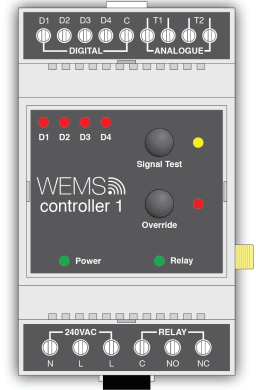 D1 D2 D3 D4 C T1 T2
DIGITAL ANALOGUE
D1 D2 D3 D4
Signal Test
WEMS
controller 1
Override
Power Relay
240VAC RELAY
N L L C NO NC